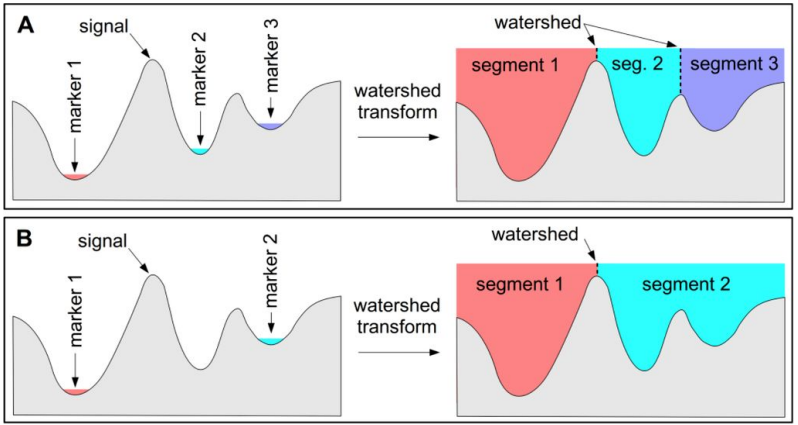 A
signal
marker 1
marker 2
marker 3
watershed
transform
watershed
segment 1
seg. 2
segment 3
B
signal
marker 1
marker 2
watershed
transform
watershed
segment 1
segment 2